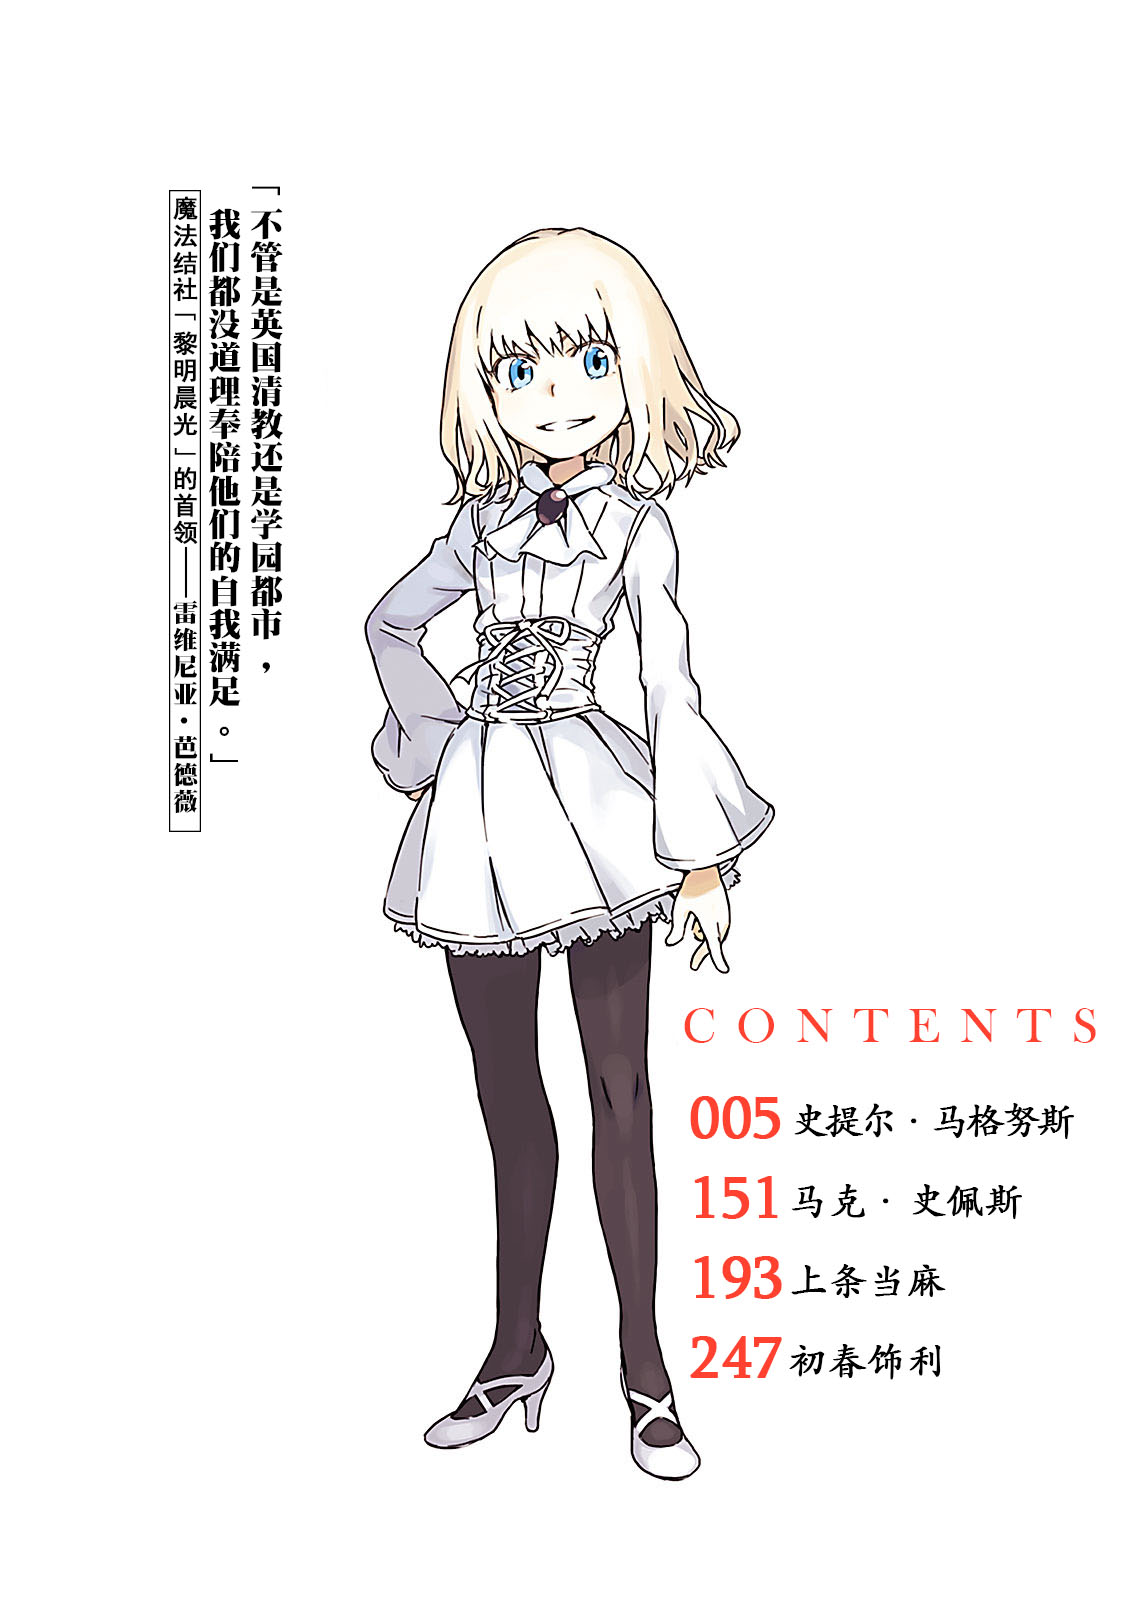 「不管是英国清教还是学园都市，
我们都没道理奉陪他们的自我满足。」
魔法结社「黎明晨光」的首领──雷维尼亚・芭德薇
CONTENTS
005 史提尔·马格努斯
151 马克·史佩斯
193 上条当麻
247 初春饰利